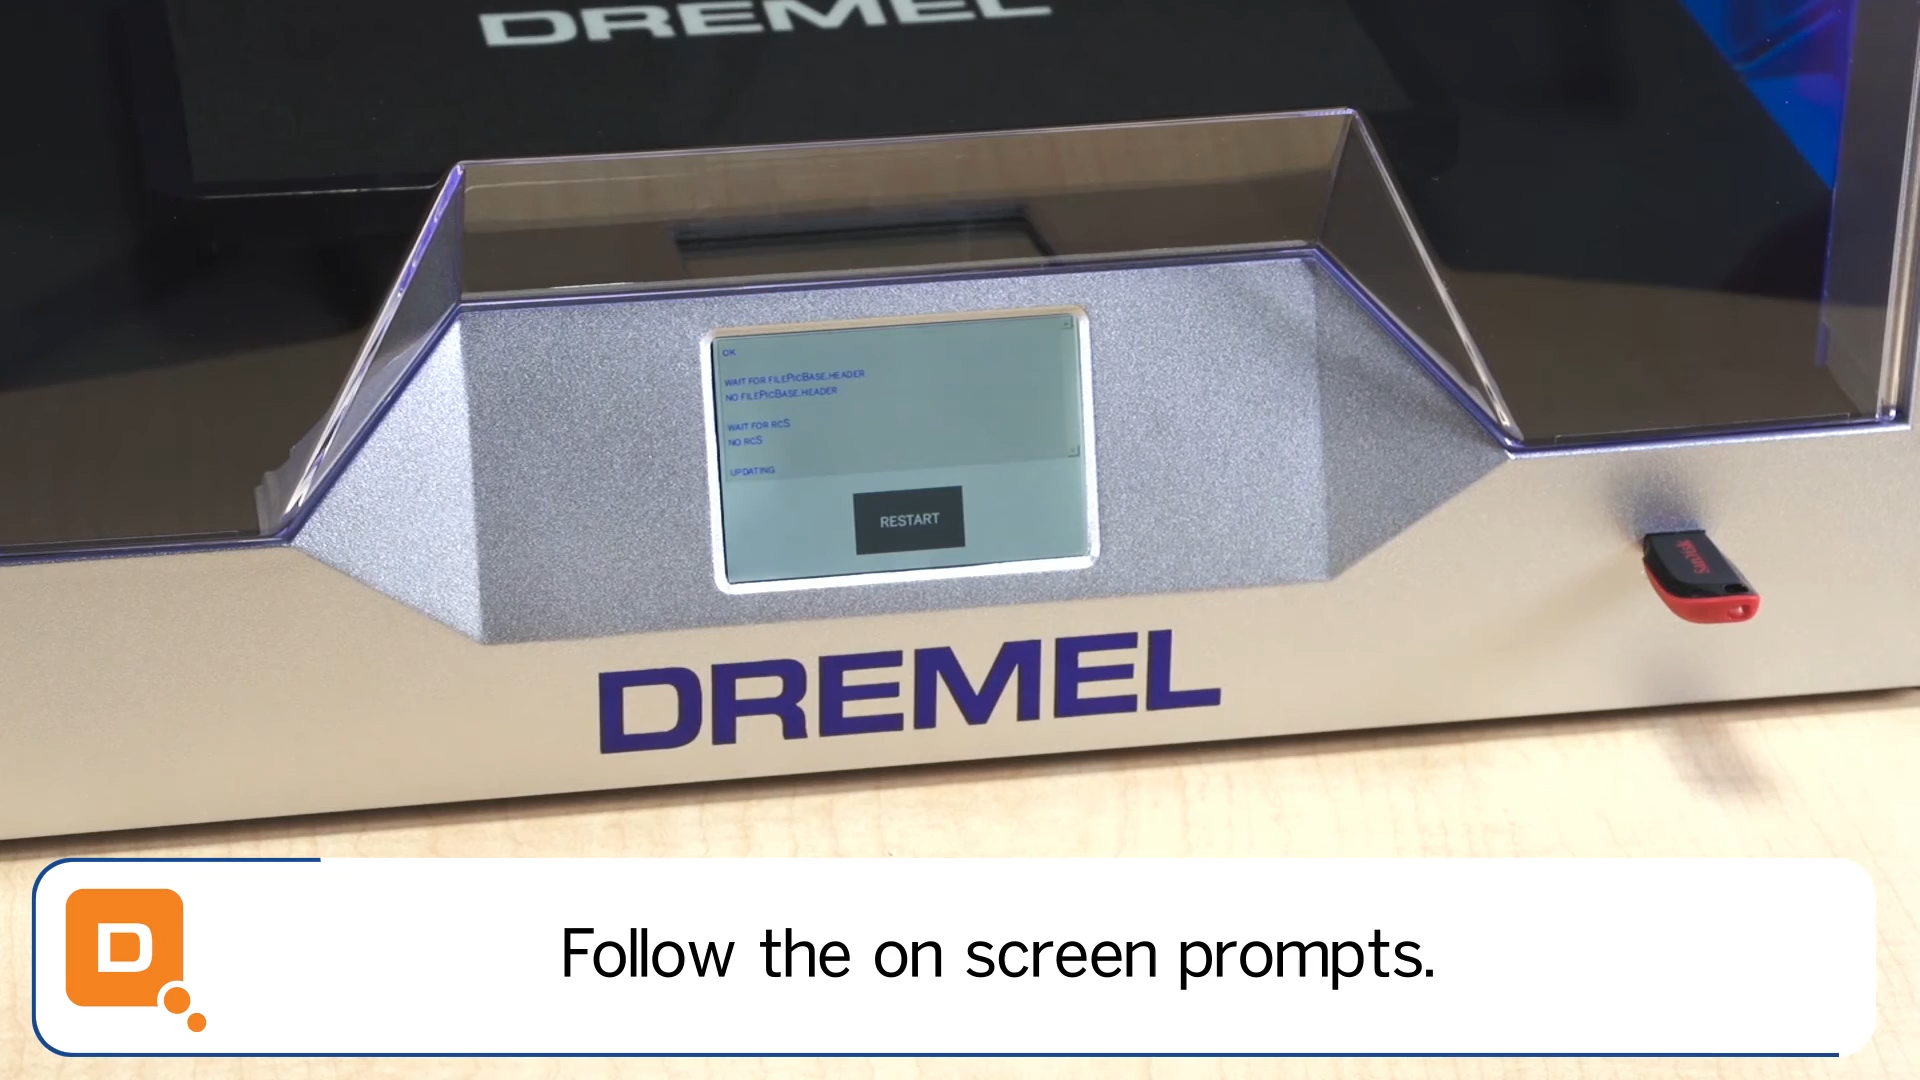 DREMEL
OK
WAIT FOR FILEPICBASE.HEADER
NO FILEPICBASE.HEADER
WAIT FOR RCS
NO RCS
UPDATING
RESTART
SanDisk
DREMEL
D
Follow the on screen prompts.